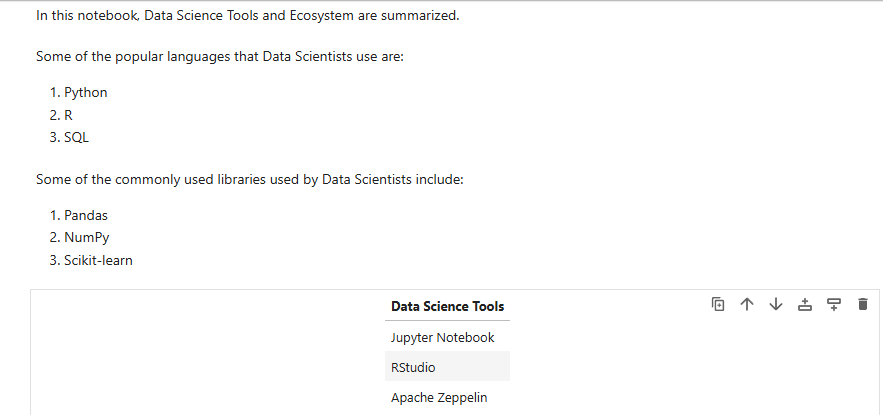 In this notebook, Data Science Tools and Ecosystem are summarized.
Some of the popular languages that Data Scientists use are:
1. Python
2. R
3. SQL
Some of the commonly used libraries used by Data Scientists include:
1. Pandas
2. NumPy
3. Scikit-learn
Data Science Tools
Jupyter Notebook
RStudio
Apache Zeppelin